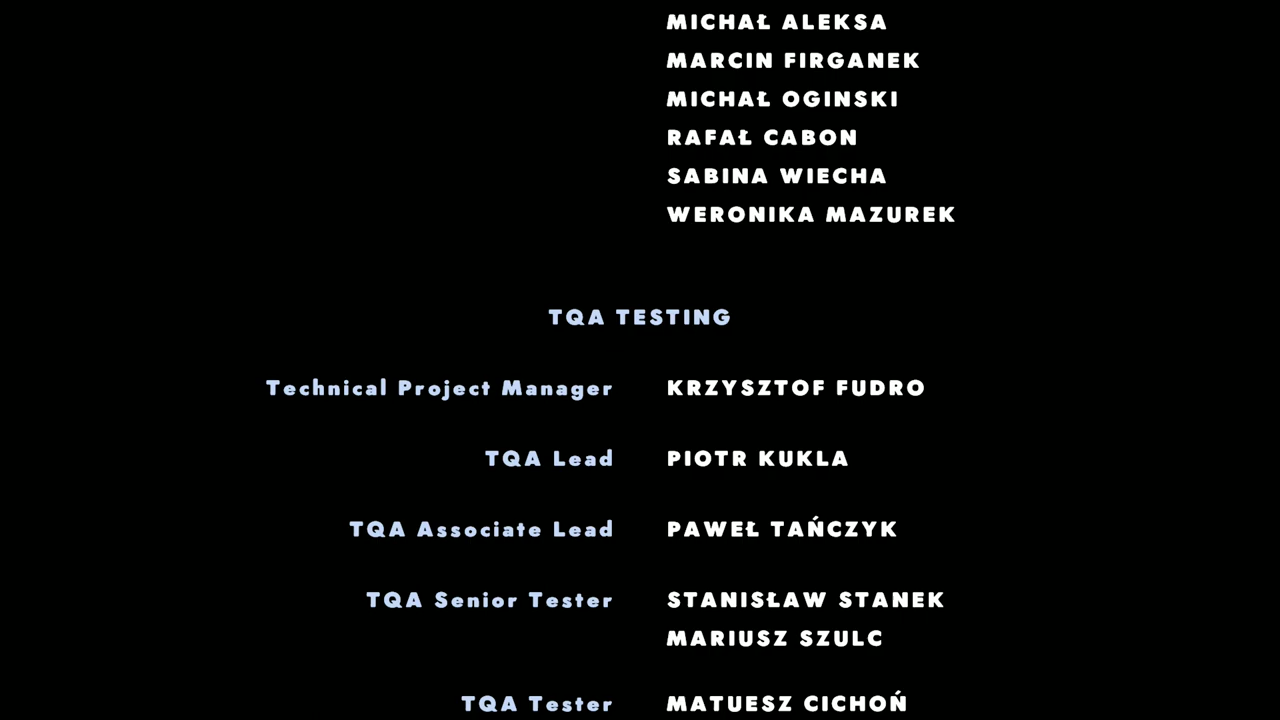 MICHAŁ ALEKSA
MARCIN FIRGANEK
MICHAŁ OGINSKI
RAFAŁ CABON
SABINA WIECHA
WERONIKA MAZUREK
TQA TESTING
Technical Project Manager KRZYSZTOF FUDRO
TQA Lead PIOTR KUKLA
TQA Associate Lead PAWEŁ TAŃCZYK
TQA Senior Tester STANISŁAW STANEK
MARIUSZ SZULC
TQA Tester MATUESZ CICHOŃ